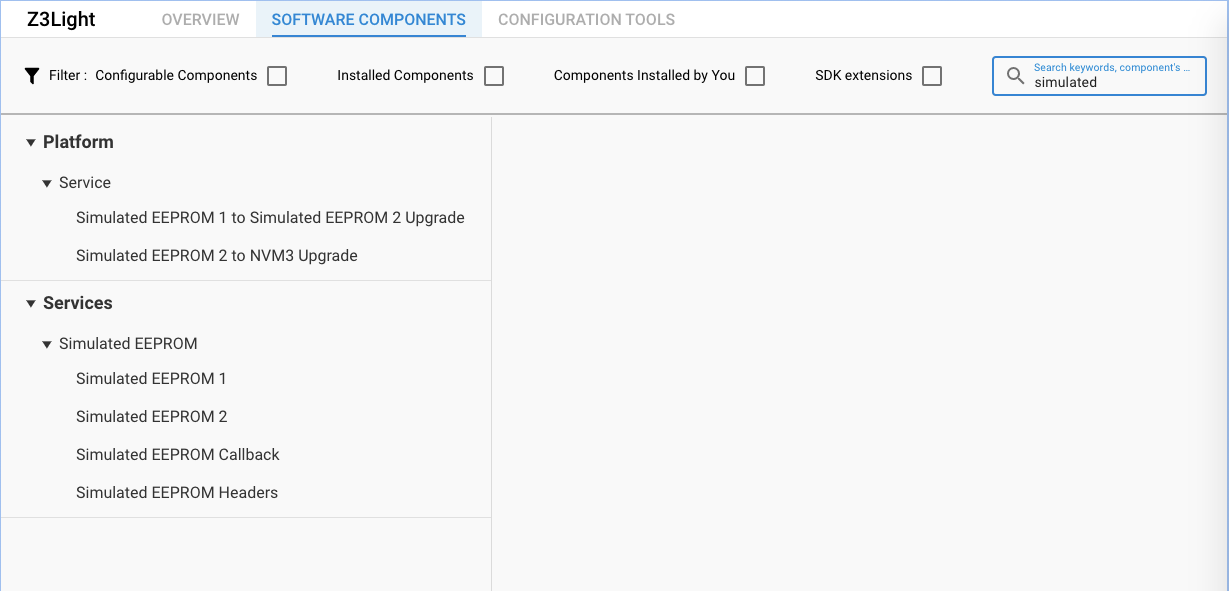 Z3Light OVERVIEW SOFTWARE COMPONENTS CONFIGURATION TOOLS
Filter : Configurable Components Installed Components Components Installed by You SDK extensions
Search keywords, component's ...
simulated
Platform
Service
Simulated EEPROM 1 to Simulated EEPROM 2 Upgrade
Simulated EEPROM 2 to NVM3 Upgrade
Services
Simulated EEPROM
Simulated EEPROM 1
Simulated EEPROM 2
Simulated EEPROM Callback
Simulated EEPROM Headers